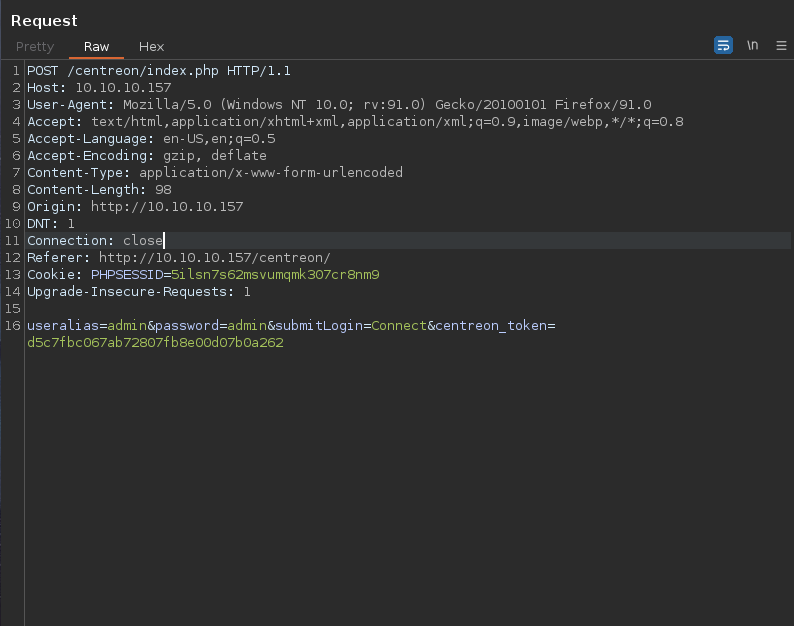 Request
Pretty Raw Hex \n
1 POST /centreon/index.php HTTP/1.1
2 Host: 10.10.10.157
3 User-Agent: Mozilla/5.0 (Windows NT 10.0; rv:91.0) Gecko/20100101 Firefox/91.0
4 Accept: text/html,application/xhtml+xml,application/xml;q=0.9,image/webp,*/*;q=0.8
5 Accept-Language: en-US,en;q=0.5
6 Accept-Encoding: gzip, deflate
7 Content-Type: application/x-www-form-urlencoded
8 Content-Length: 98
9 Origin: http://10.10.10.157
10 DNT: 1
11 Connection: close
12 Referer: http://10.10.10.157/centreon/
13 Cookie: PHPSESSID=5ilsn7s62msvumqmk307cr8nm9
14 Upgrade-Insecure-Requests: 1
15
16 useralias=admin&password=admin&submitLogin=Connect&centreon_token=
d5c7fbc067ab72807fb8e00d07b0a262